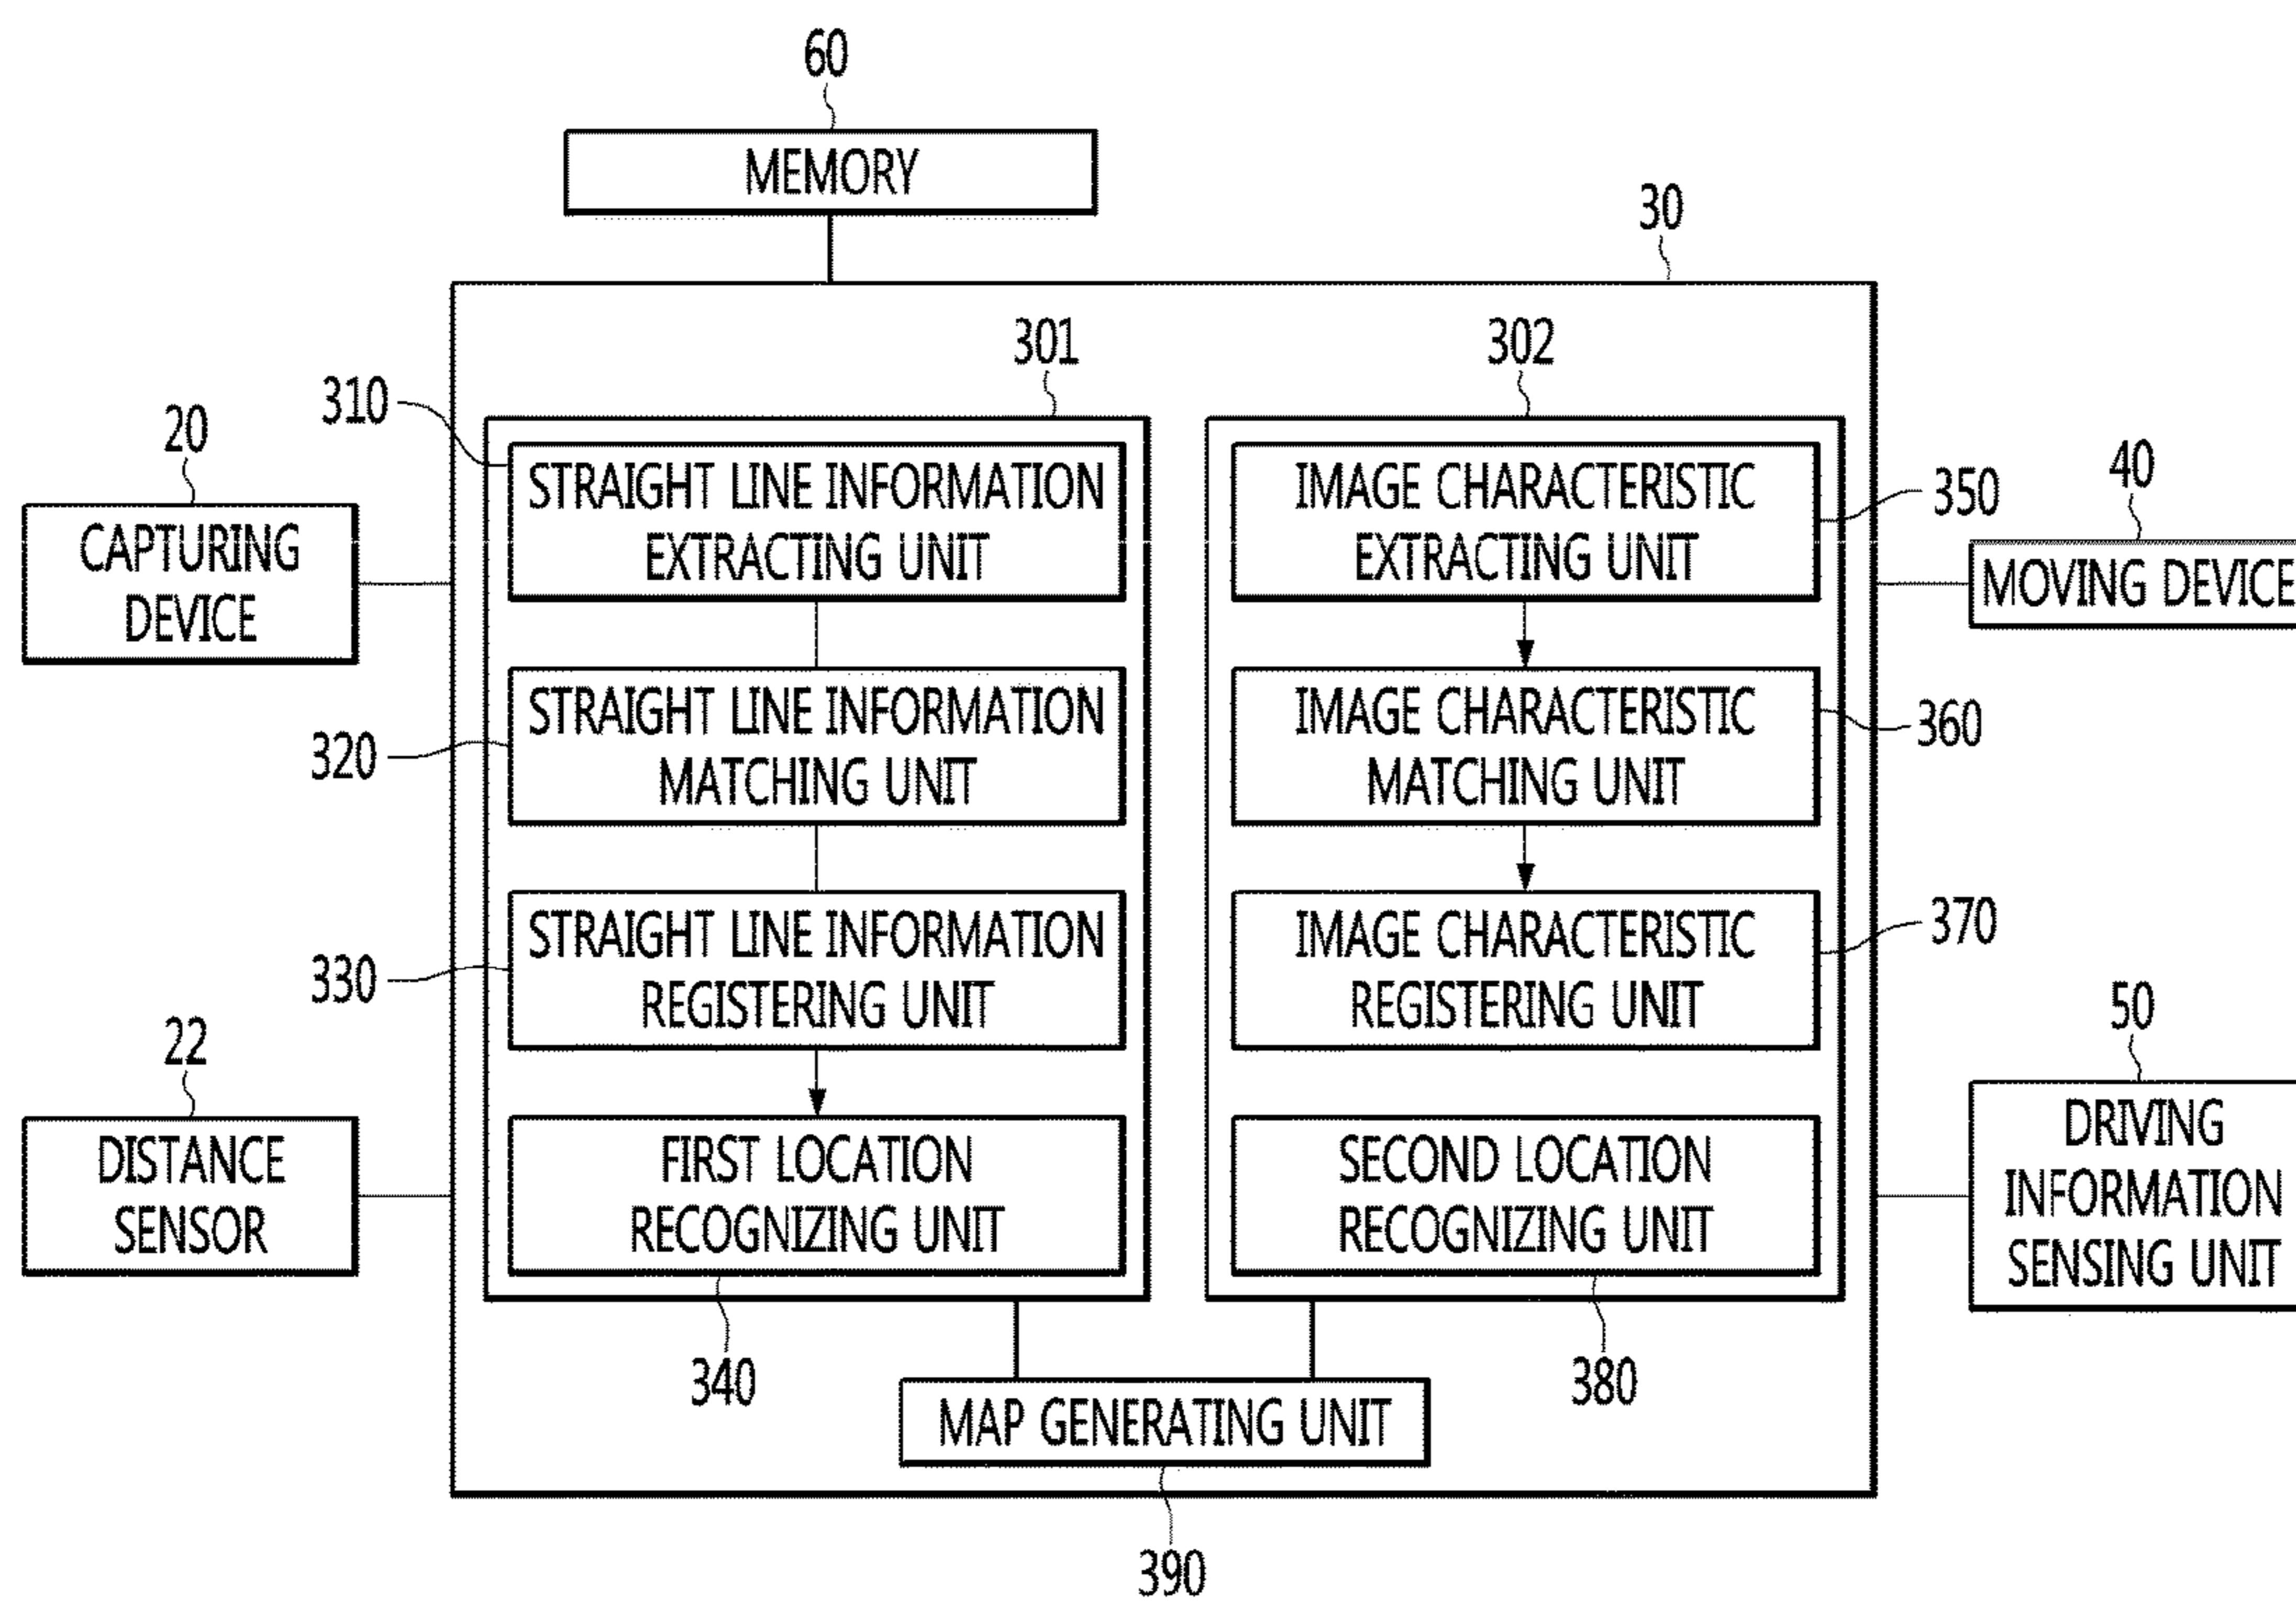 60
MEMORY
30
301
302
310
20
CAPTURING
DEVICE
STRAIGHT LINE INFORMATION
EXTRACTING UNIT
IMAGE CHARACTERISTIC
EXTRACTING UNIT
350
40
MOVING DEVICE
320
STRAIGHT LINE INFORMATION
MATCHING UNIT
IMAGE CHARACTERISTIC
MATCHING UNIT
360
330
STRAIGHT LINE INFORMATION
REGISTERING UNIT
IMAGE CHARACTERISTIC
REGISTERING UNIT
370
22
DISTANCE
SENSOR
FIRST LOCATION
RECOGNIZING UNIT
SECOND LOCATION
RECOGNIZING UNIT
50
DRIVING
INFORMATION
SENSING UNIT
340
380
MAP GENERATING UNIT
390